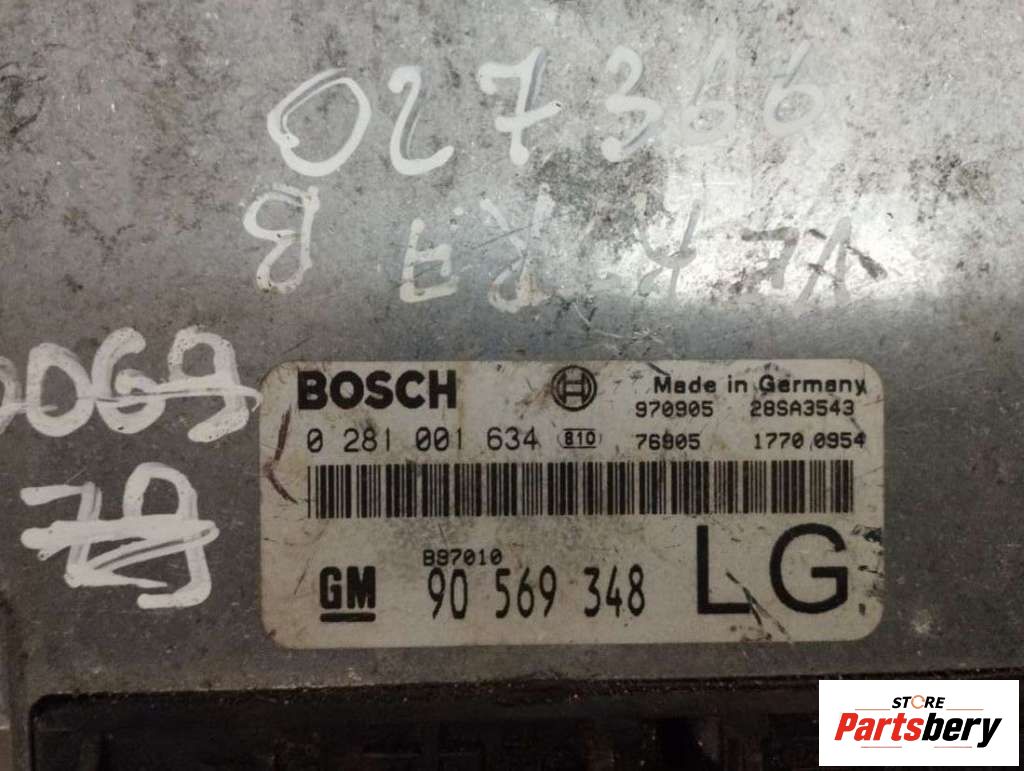 027366
BOSCH
Made in Germany
970905 28SA3543
0 281 001 634 810
76905 1770 0954
B97010
GM 90 569 348 LG
STORE
Partsbery